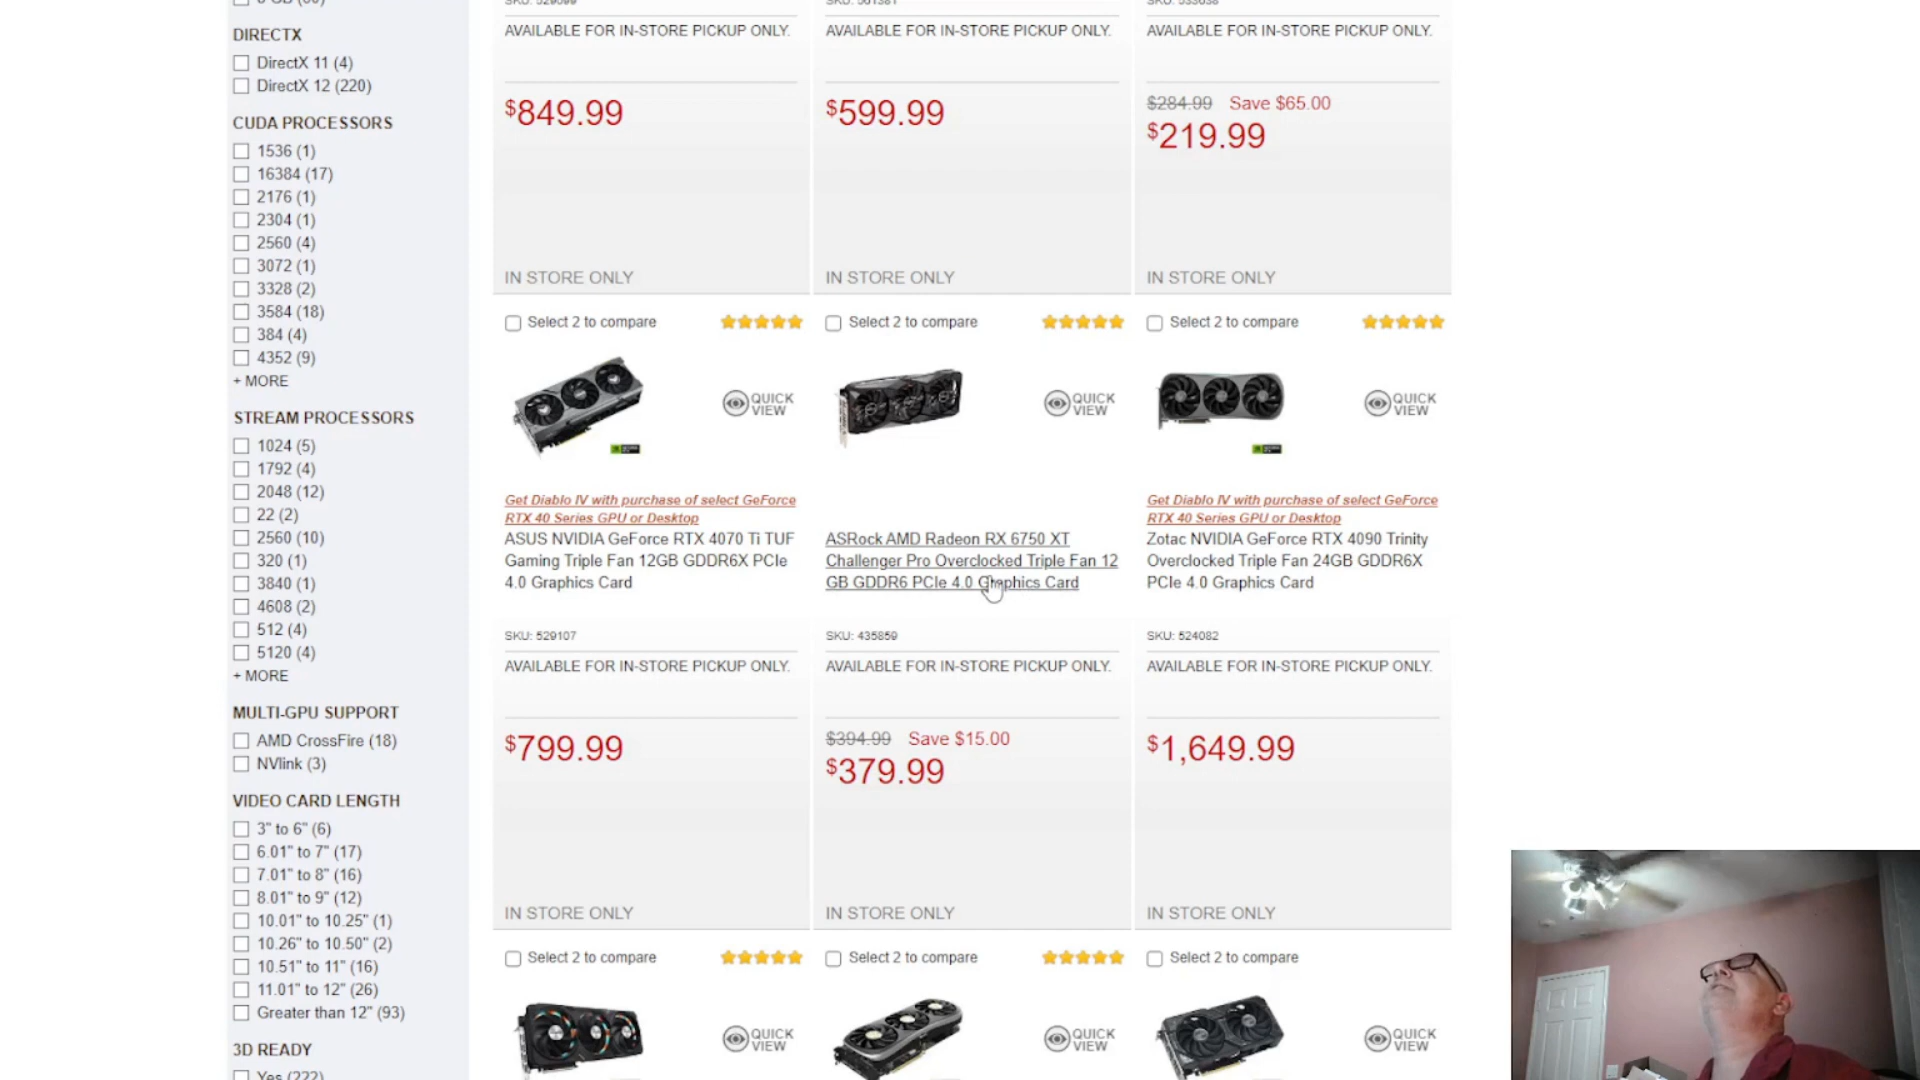 DIRECTX
DirectX 11 (4)
DirectX 12 (220)
CUDA PROCESSORS
1536 (1)
16384 (17)
2176 (1)
2304 (1)
2560 (4)
3072 (1)
3328 (2)
3584 (18)
384 (4)
4352 (9)
+ MORE
STREAM PROCESSORS
1024 (5)
1792 (4)
2048 (12)
22 (2)
2560 (10)
320 (1)
3840 (1)
4608 (2)
512 (4)
5120 (4)
+ MORE
MULTI-GPU SUPPORT
AMD CrossFire (18)
NVlink (3)
VIDEO CARD LENGTH
3" to 6" (6)
6.01" to 7" (17)
7.01" to 8" (16)
8.01" to 9" (12)
10.01" to 10.25" (1)
10.26" to 10.50" (2)
10.51" to 11" (16)
11.01" to 12" (26)
Greater than 12" (93)
3D READY
Yes (222)
AVAILABLE FOR IN-STORE PICKUP ONLY.
$849.99
IN STORE ONLY
AVAILABLE FOR IN-STORE PICKUP ONLY.
$599.99
IN STORE ONLY
AVAILABLE FOR IN-STORE PICKUP ONLY.
$284.99 Save $65.00
$219.99
IN STORE ONLY
Select 2 to compare
QUICK
VIEW
Get Diablo IV with purchase of select GeForce
RTX 40 Series GPU or Desktop
ASUS NVIDIA GeForce RTX 4070 Ti TUF
Gaming Triple Fan 12GB GDDR6X PCIe
4.0 Graphics Card
SKU: 529107
AVAILABLE FOR IN-STORE PICKUP ONLY.
$799.99
IN STORE ONLY
Select 2 to compare
QUICK
VIEW
ASRock AMD Radeon RX 6750 XT
Challenger Pro Overclocked Triple Fan 12
GB GDDR6 PCIe 4.0 Graphics Card
SKU: 435859
AVAILABLE FOR IN-STORE PICKUP ONLY.
$394.99 Save $15.00
$379.99
IN STORE ONLY
Select 2 to compare
QUICK
VIEW
Get Diablo IV with purchase of select GeForce
RTX 40 Series GPU or Desktop
Zotac NVIDIA GeForce RTX 4090 Trinity
Overclocked Triple Fan 24GB GDDR6X
PCIe 4.0 Graphics Card
SKU: 524082
AVAILABLE FOR IN-STORE PICKUP ONLY.
$1,649.99
IN STORE ONLY
Select 2 to compare
QUICK
VIEW
Select 2 to compare
QUICK
VIEW
Select 2 to compare
QUICK
VIEW